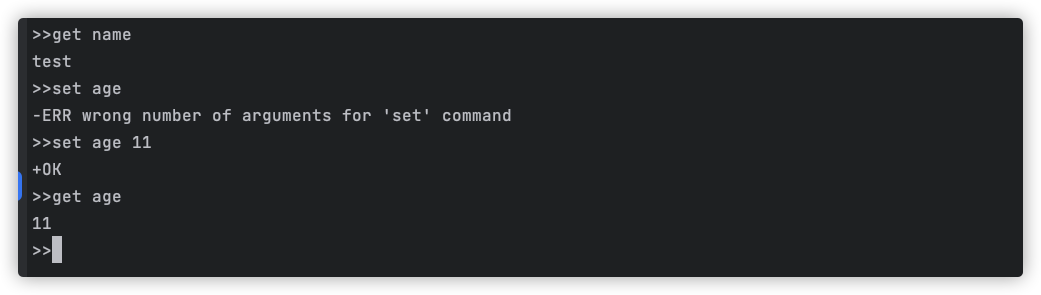 >>get name
test
>>set age
-ERR wrong number of arguments for 'set' command
>>set age 11
+OK
>>get age
11
>>